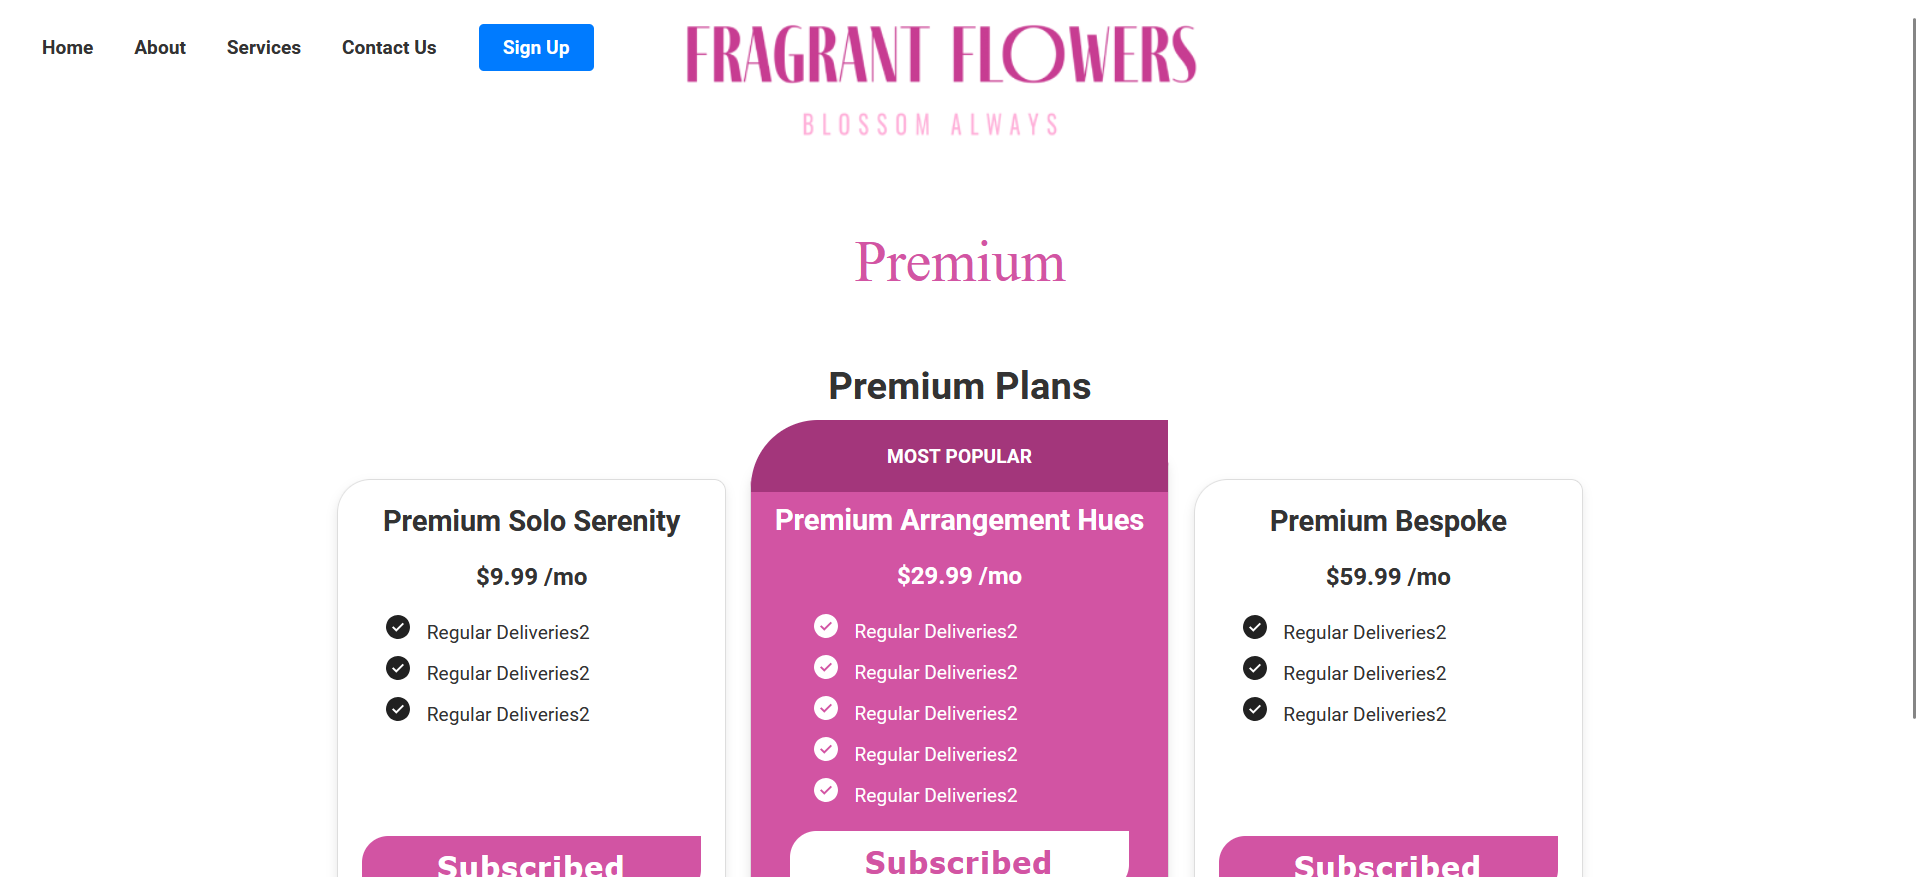 Home About Services Contact Us Sign Up
FRAGRANT FLOWERS
BLOSSOM ALWAYS
Premium
Premium Plans
Premium Solo Serenity
$9.99 /mo
Regular Deliveries2
Regular Deliveries2
Regular Deliveries2
Subscribed
MOST POPULAR
Premium Arrangement Hues
$29.99 /mo
Regular Deliveries2
Regular Deliveries2
Regular Deliveries2
Regular Deliveries2
Regular Deliveries2
Subscribed
Premium Bespoke
$59.99 /mo
Regular Deliveries2
Regular Deliveries2
Regular Deliveries2
Subscribed